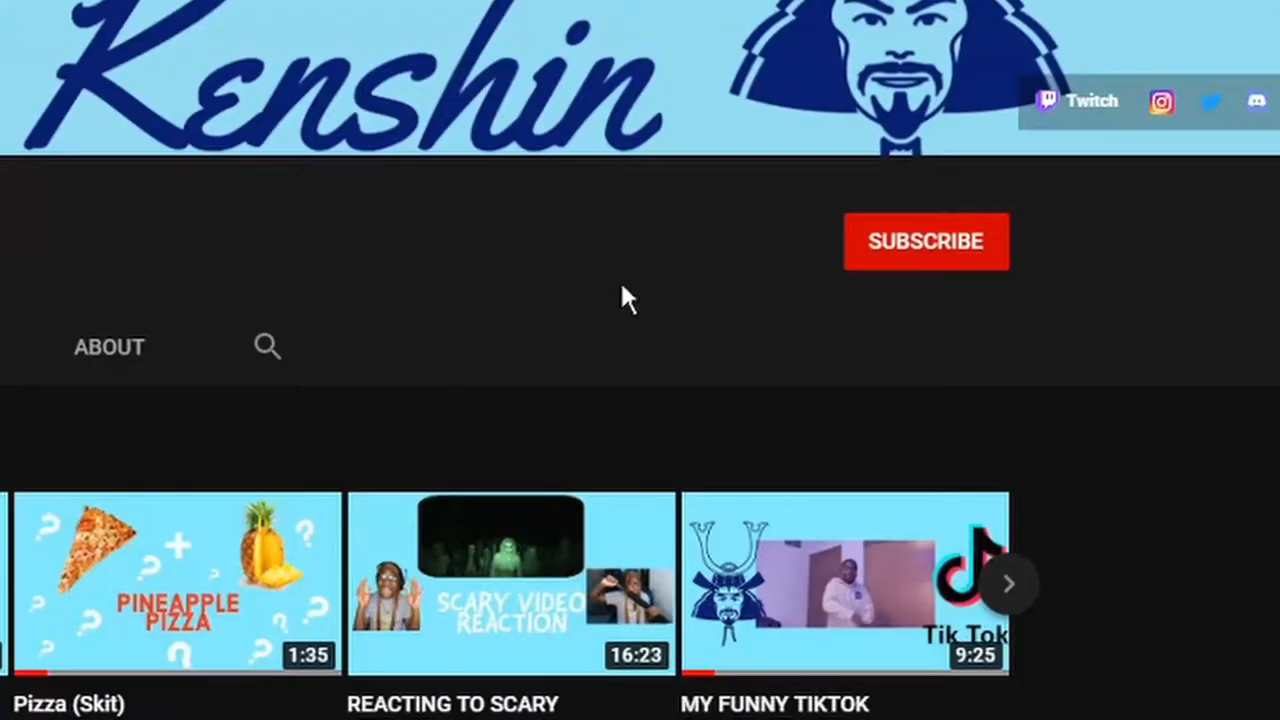 Kenshin
Twitch
SUBSCRIBE
ABOUT
PINEAPPLE
PIZZA
1:35
SCARY VIDEO
REACTION
16:23
Tik Tok
9:25
Pizza (Skit)
REACTING TO SCARY
MY FUNNY TIKTOK